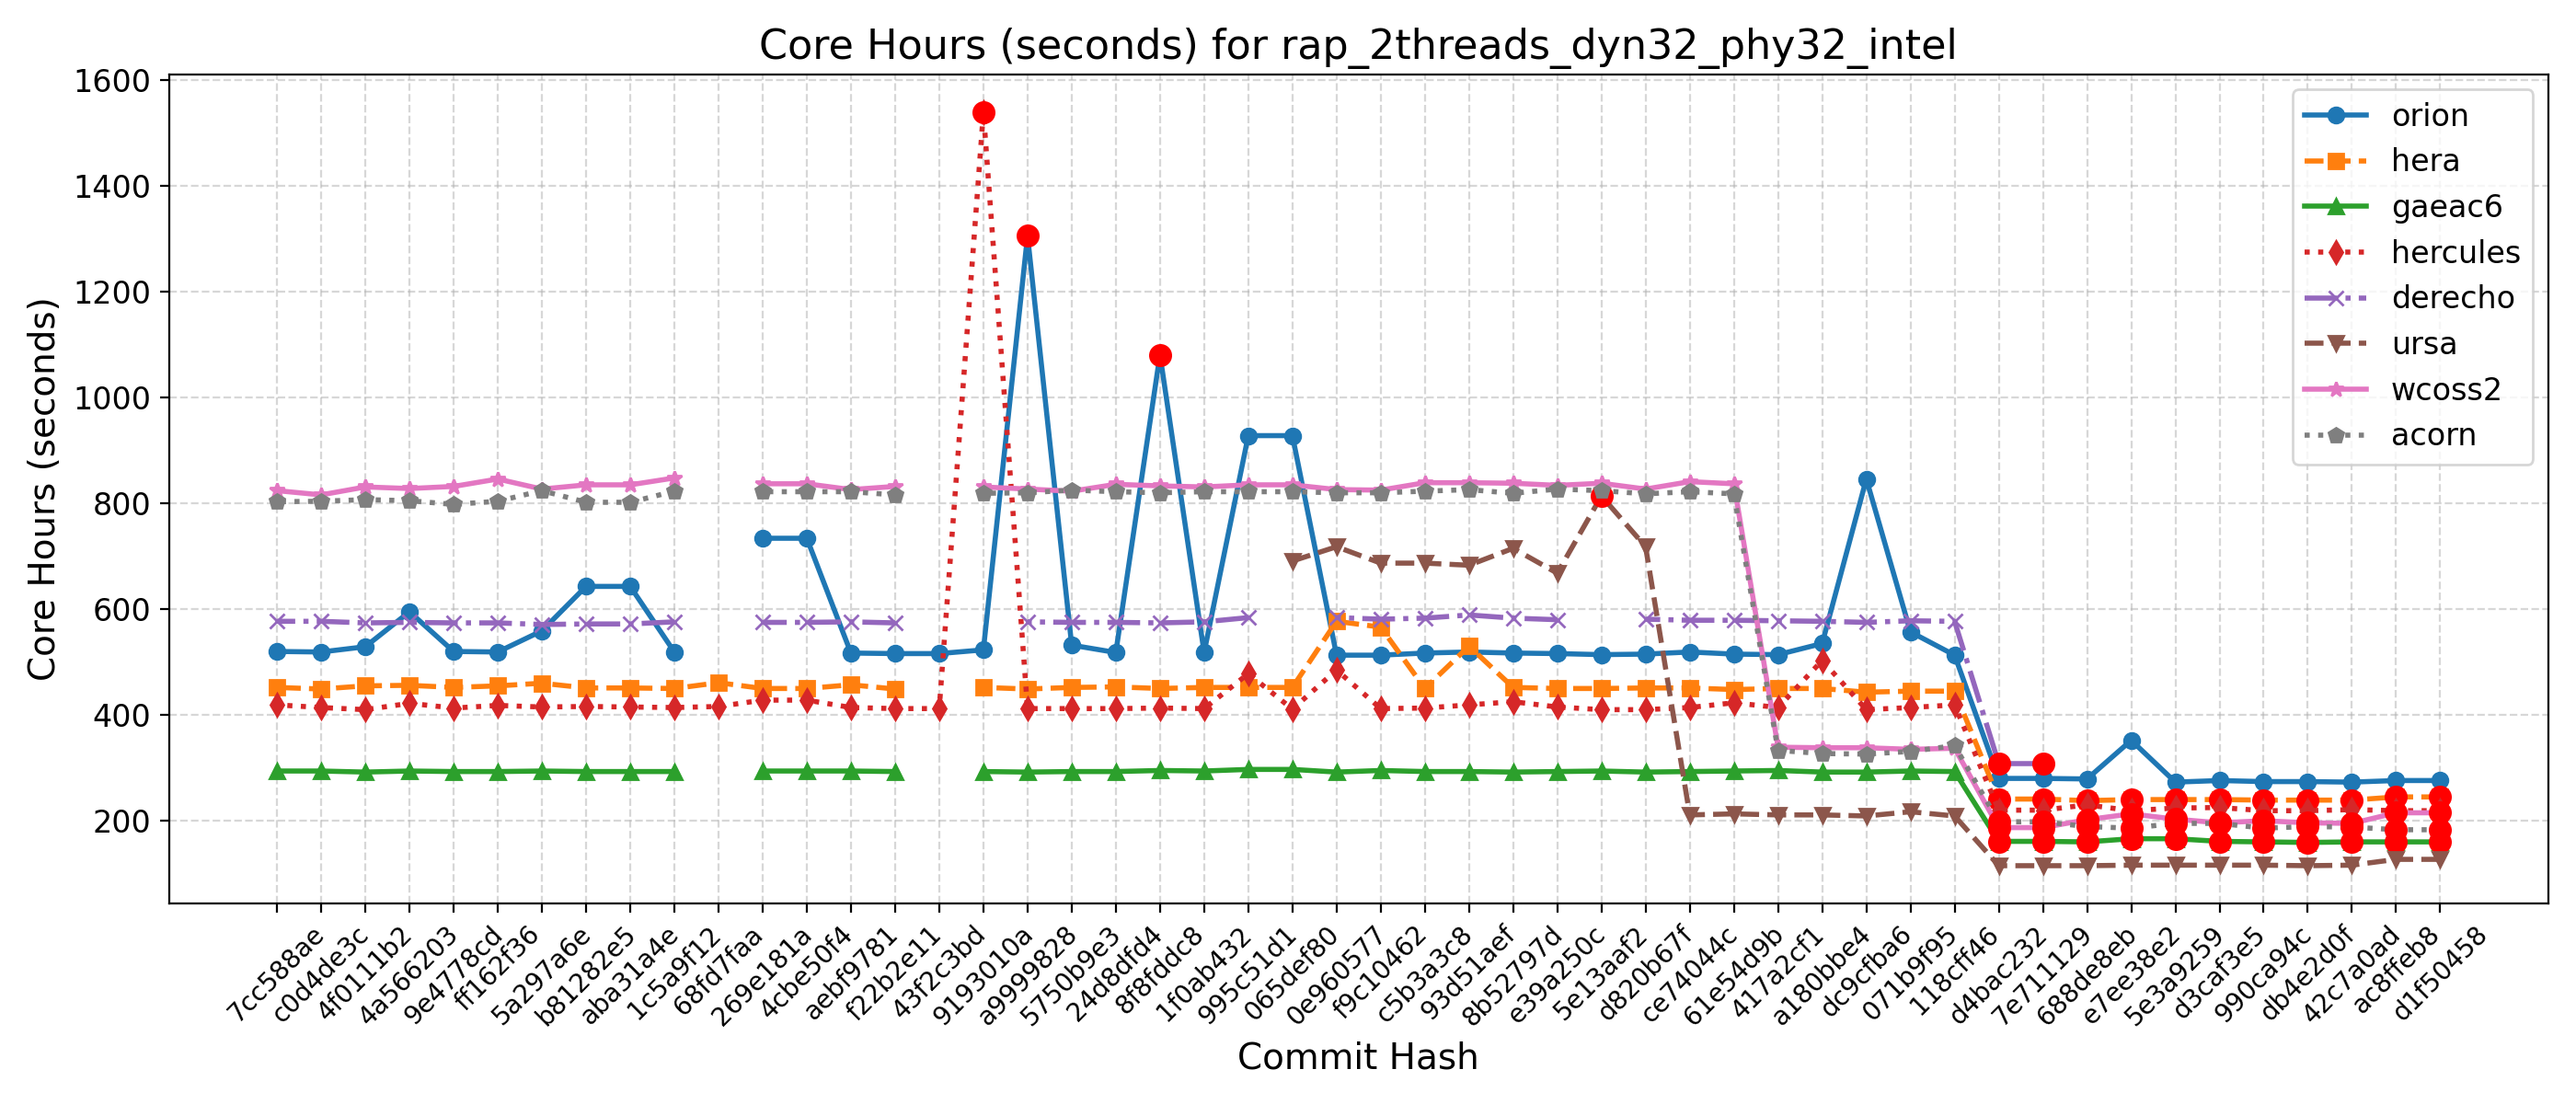 Core Hours (seconds) for rap_2threads_dyn32_phy32_intel
Core Hours (seconds)
1600
1400
1200
1000
800
600
400
200
orion
hera
gaeac6
hercules
derecho
ursa
wcoss2
acorn
7cc588ae
c0d4de3c
4f0111b2
4a566203
9e4778cd
ff162f36
5a297a6e
b81282e5
aba31a4e
1c5a9f12
68fd7faa
269e181a
4cbe50f4
aebf9781
f22b2e11
43f2c3bd
9193010a
a9999828
5750b9e3
24d8dfd4
8f8fddc8
1f0ab432
995c51d1
065def80
0e960577
f9c10462
c5b3a3c8
93d51aef
8b52797d
e39a250c
5e13aaf2
d820b67f
ce74044c
61e54d9b
417a2cf1
a180bbe4
dc9cfba6
071b9f95
118cff46
d4bac232
7e711129
688de8eb
e7ee38e2
5e3a9259
d3caf3e5
990ca94c
db4e2d0f
42c7a0ad
ac8ffeb8
d1f50458
Commit Hash